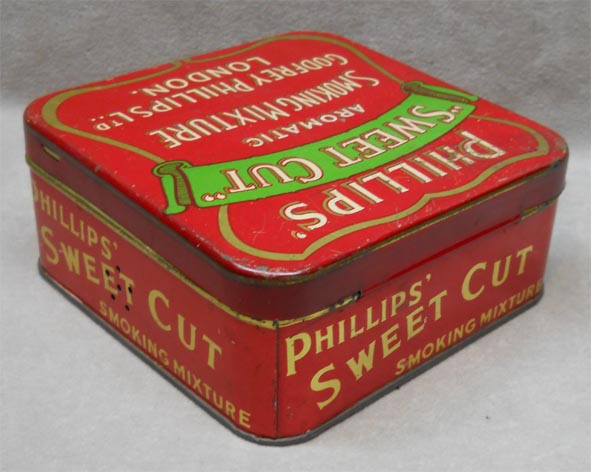 PHILLIPS'
"SWEET CUT"
AROMATIC
SMOKING MIXTURE
GODFREY PHILLIPS LTD.
LONDON.
PHILLIPS'
SWEET CUT
SMOKING MIXTURE
PHILLIPS'
SWEET CUT
SMOKING MIXTURE